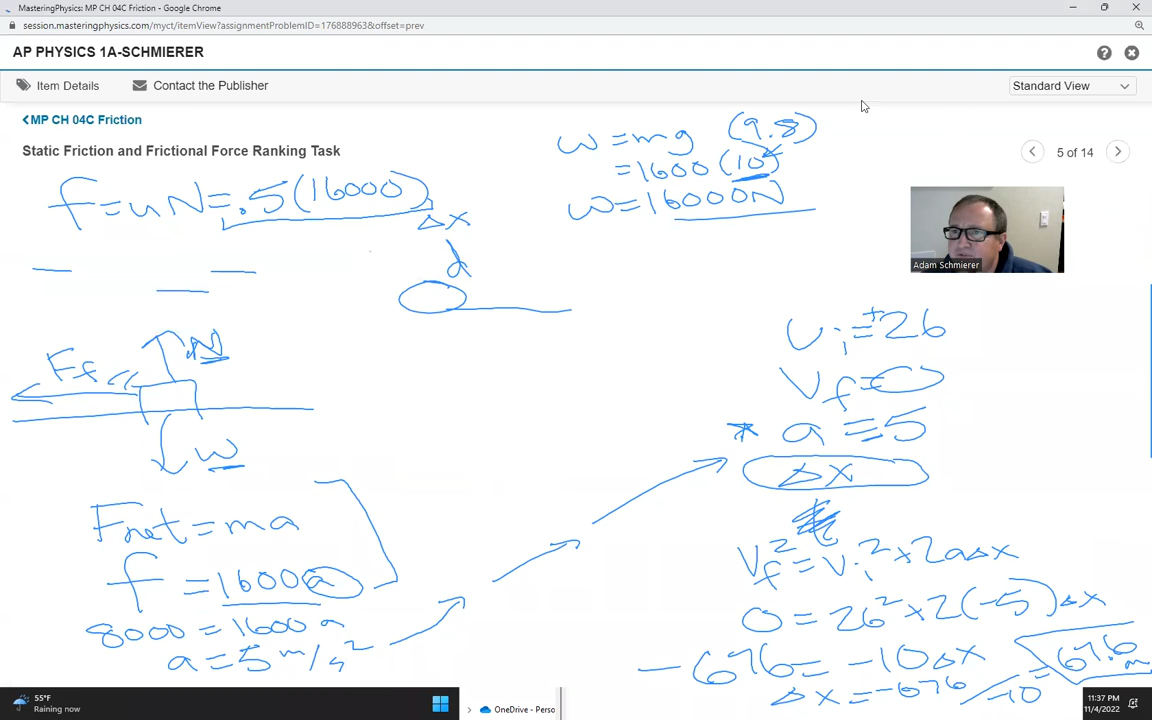 MasteringPhysics: MP CH 04C Friction - Google Chrome
session.masteringphysics.com/myct/itemView?assignmentProblemID=176888963&offset=prev
AP PHYSICS 1A-SCHMIERER
Item Details
Contact the Publisher
Standard View
MP CH 04C Friction
Static Friction and Frictional Force Ranking Task
5 of 14
w = mg (9.8)
= 1600 (10)
w = 16000N
f = uN = .5(16000)
Δx
d
Adam Schmierer
N
Ff
w
Vi = +26
Vf = 0
* a = 5
Δx
Fnet = ma
f = 1600a
8000 = 1600a
a = 5 m/s²
Vf² = Vi² x 2aΔx
0 = 26² x 2(-5)Δx
-676 = -10Δx
Δx = -676/-10 = 67.6 m
55°F
Raining now
OneDrive - Perso
11:37 PM
11/4/2022